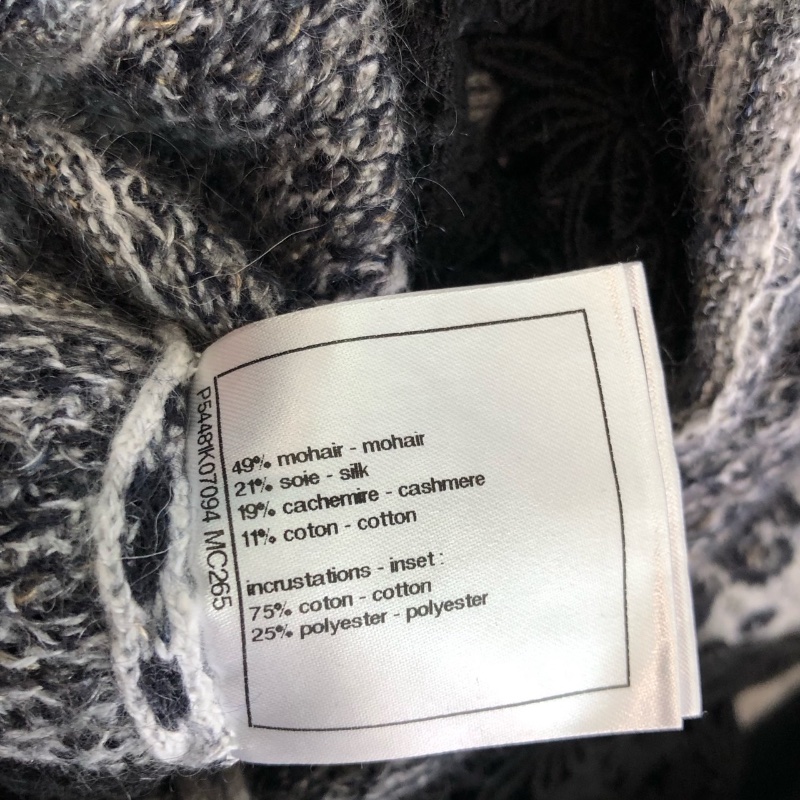 P54481K07094 MC265
49% mohair - mohair
21% soie - silk
19% cachemire - cashmere
11% coton - cotton
incrustations - inset :
75% coton - cotton
25% polyester - polyester